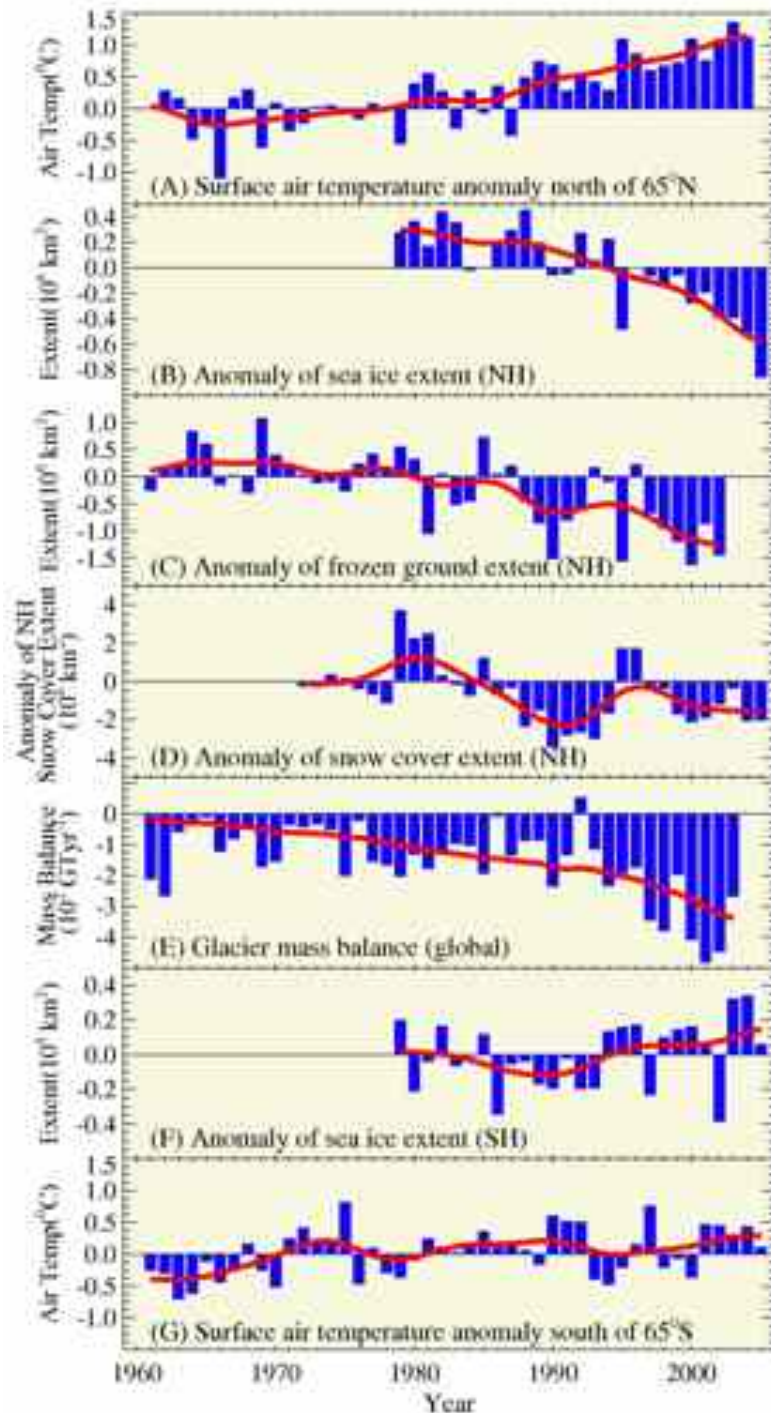 1.5
1.0
0.5
0.0
-0.5
-1.0
Air Temp(°C)
(A) Surface air temperature anomaly north of 65°N
0.4
0.2
0.0
-0.2
-0.4
-0.6
-0.8
Extent(10⁶ km²)
(B) Anomaly of sea ice extent (NH)
1.0
0.5
0.0
-0.5
-1.0
-1.5
Extent(10⁶ km²)
(C) Anomaly of frozen ground extent (NH)
4
2
0
-2
-4
Anomaly of NH
Snow Cover Extent
(D) Anomaly of snow cover extent (NH)
0
-1
-2
-3
-4
Mass Balance
(E) Glacier mass balance (global)
0.4
0.2
0.0
-0.2
-0.4
Extent(10⁶ km²)
(F) Anomaly of sea ice extent (SH)
1.5
1.0
0.5
0.0
-0.5
-1.0
Air Temp(°C)
(G) Surface air temperature anomaly south of 65°S
1960 1970 1980 1990 2000
Year